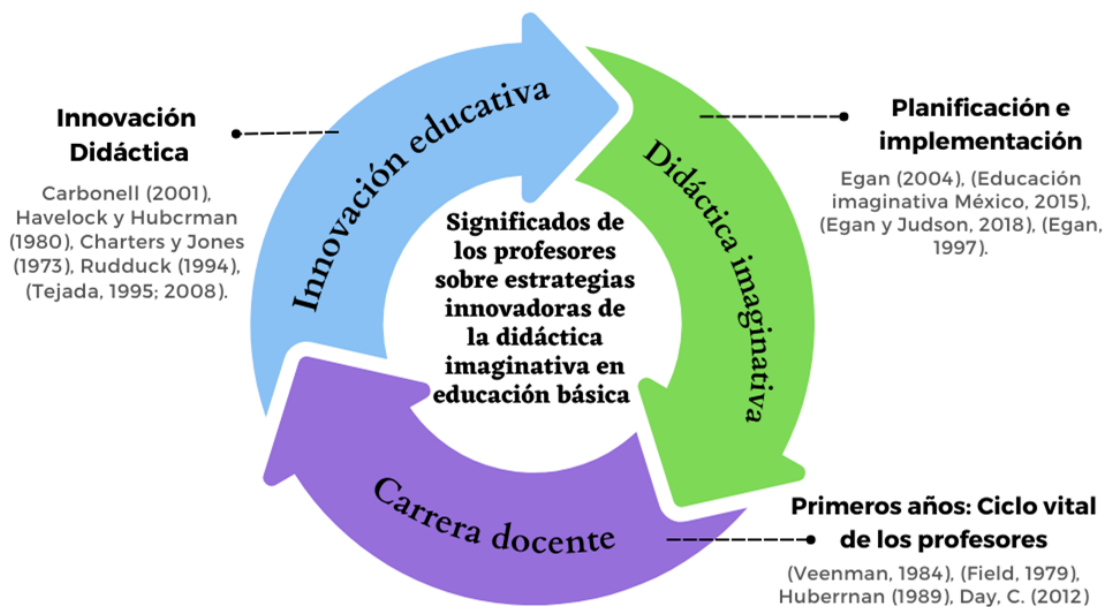 Innovación
Didáctica
Carbonell (2001),
Havelock y Hubcrman
(1980), Charters y Jones
(1973), Rudduck (1994),
(Tejada, 1995; 2008).
Innovación educativa
Didáctica imaginativa
Planificación e
implementación
Egan (2004), (Educación
imaginativa México, 2015),
(Egan y Judson, 2018), (Egan,
1997).
Significados de
los profesores
sobre estrategias
innovadoras de
la didáctica
imaginativa en
educación básica
Carrera docente
Primeros años: Ciclo vital
de los profesores
(Veenman, 1984), (Field, 1979),
Huberrnan (1989), Day, C. (2012)